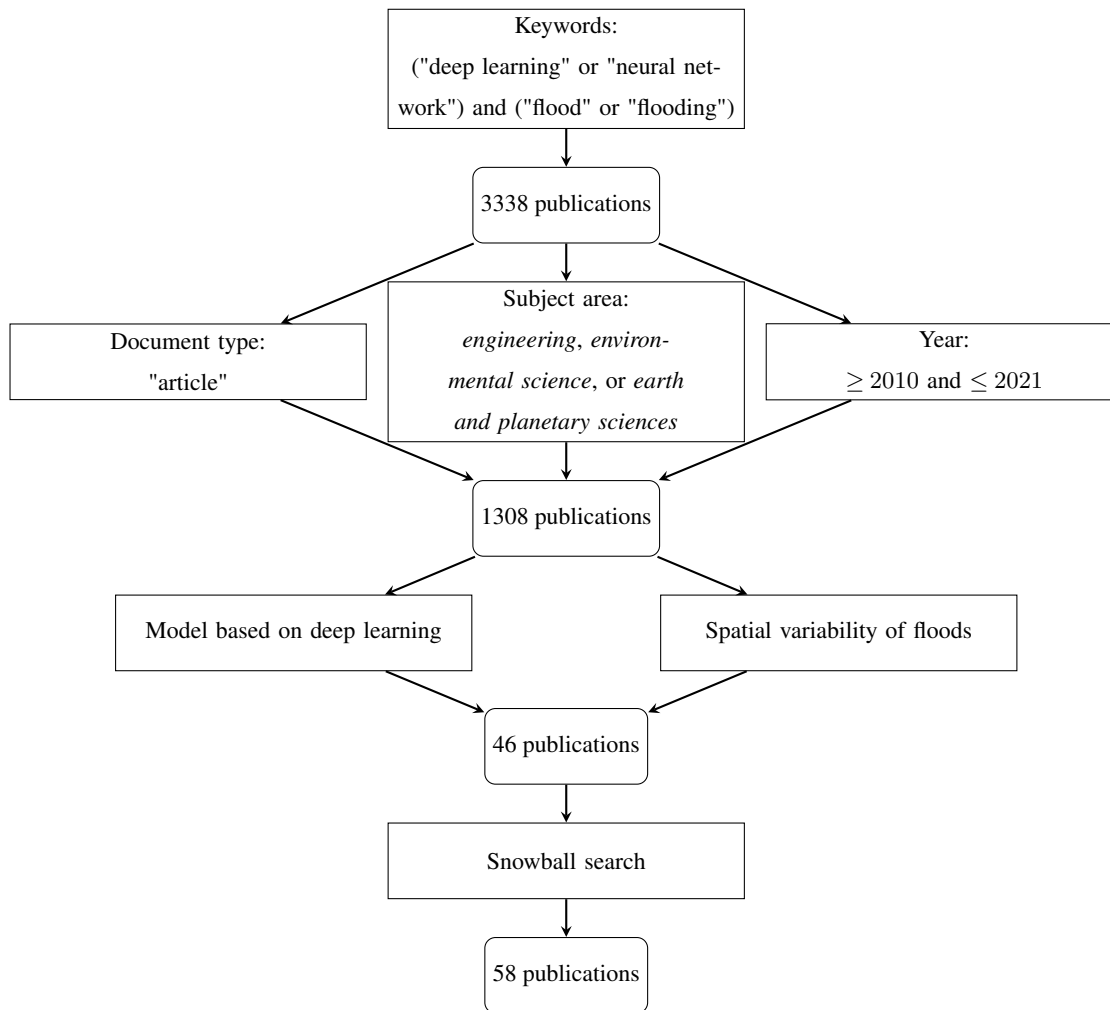 Keywords:
("deep learning" or "neural net-
work") and ("flood" or "flooding")
3338 publications
Document type:
"article"
Subject area:
engineering, environ-
mental science, or earth
and planetary sciences
Year:
≥ 2010 and ≤ 2021
1308 publications
Model based on deep learning
Spatial variability of floods
46 publications
Snowball search
58 publications